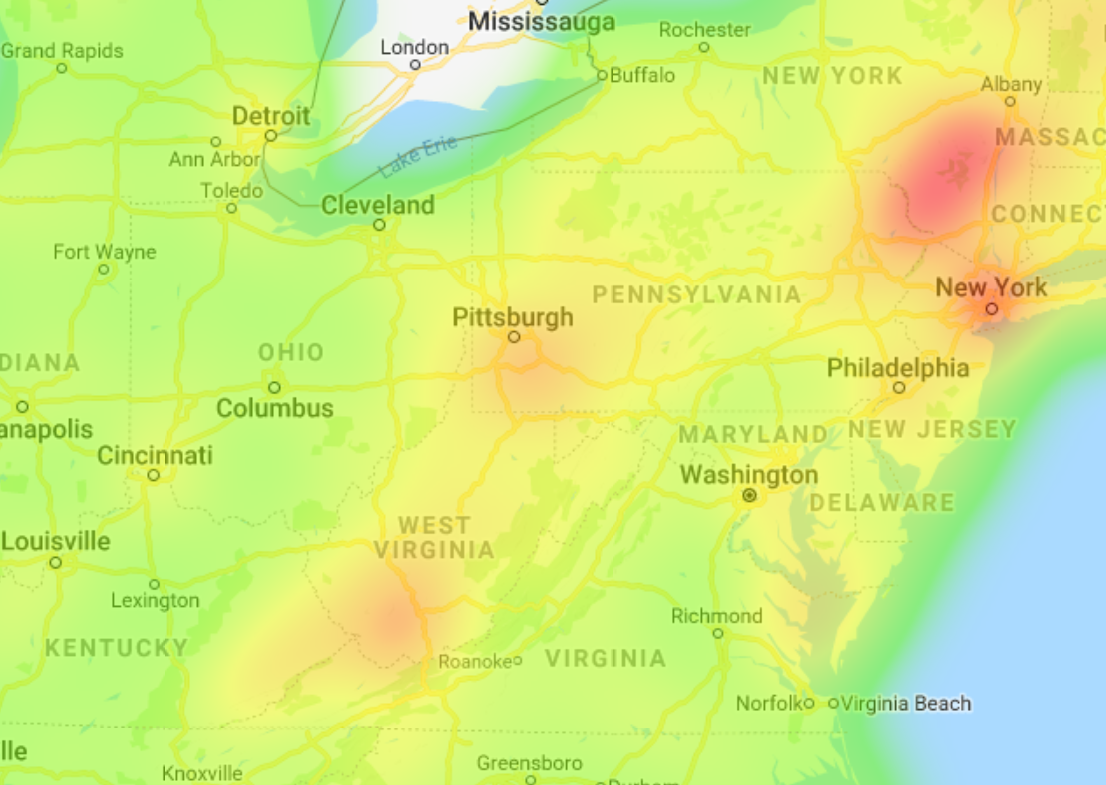 Mississauga
Rochester
London
Grand Rapids
Buffalo
NEW YORK
Albany
Detroit
MASSAC
Ann Arbor
Lake Erie
Toledo
Cleveland
CONNECT
Fort Wayne
New York
PENNSYLVANIA
Pittsburgh
DIANA
OHIO
Philadelphia
Columbus
anapolis
MARYLAND
NEW JERSEY
Cincinnati
Washington
DELAWARE
WEST
VIRGINIA
Louisville
Lexington
Richmond
KENTUCKY
Roanoke
VIRGINIA
Norfolk
Virginia Beach
lle
Greensboro
Knoxville
Durham